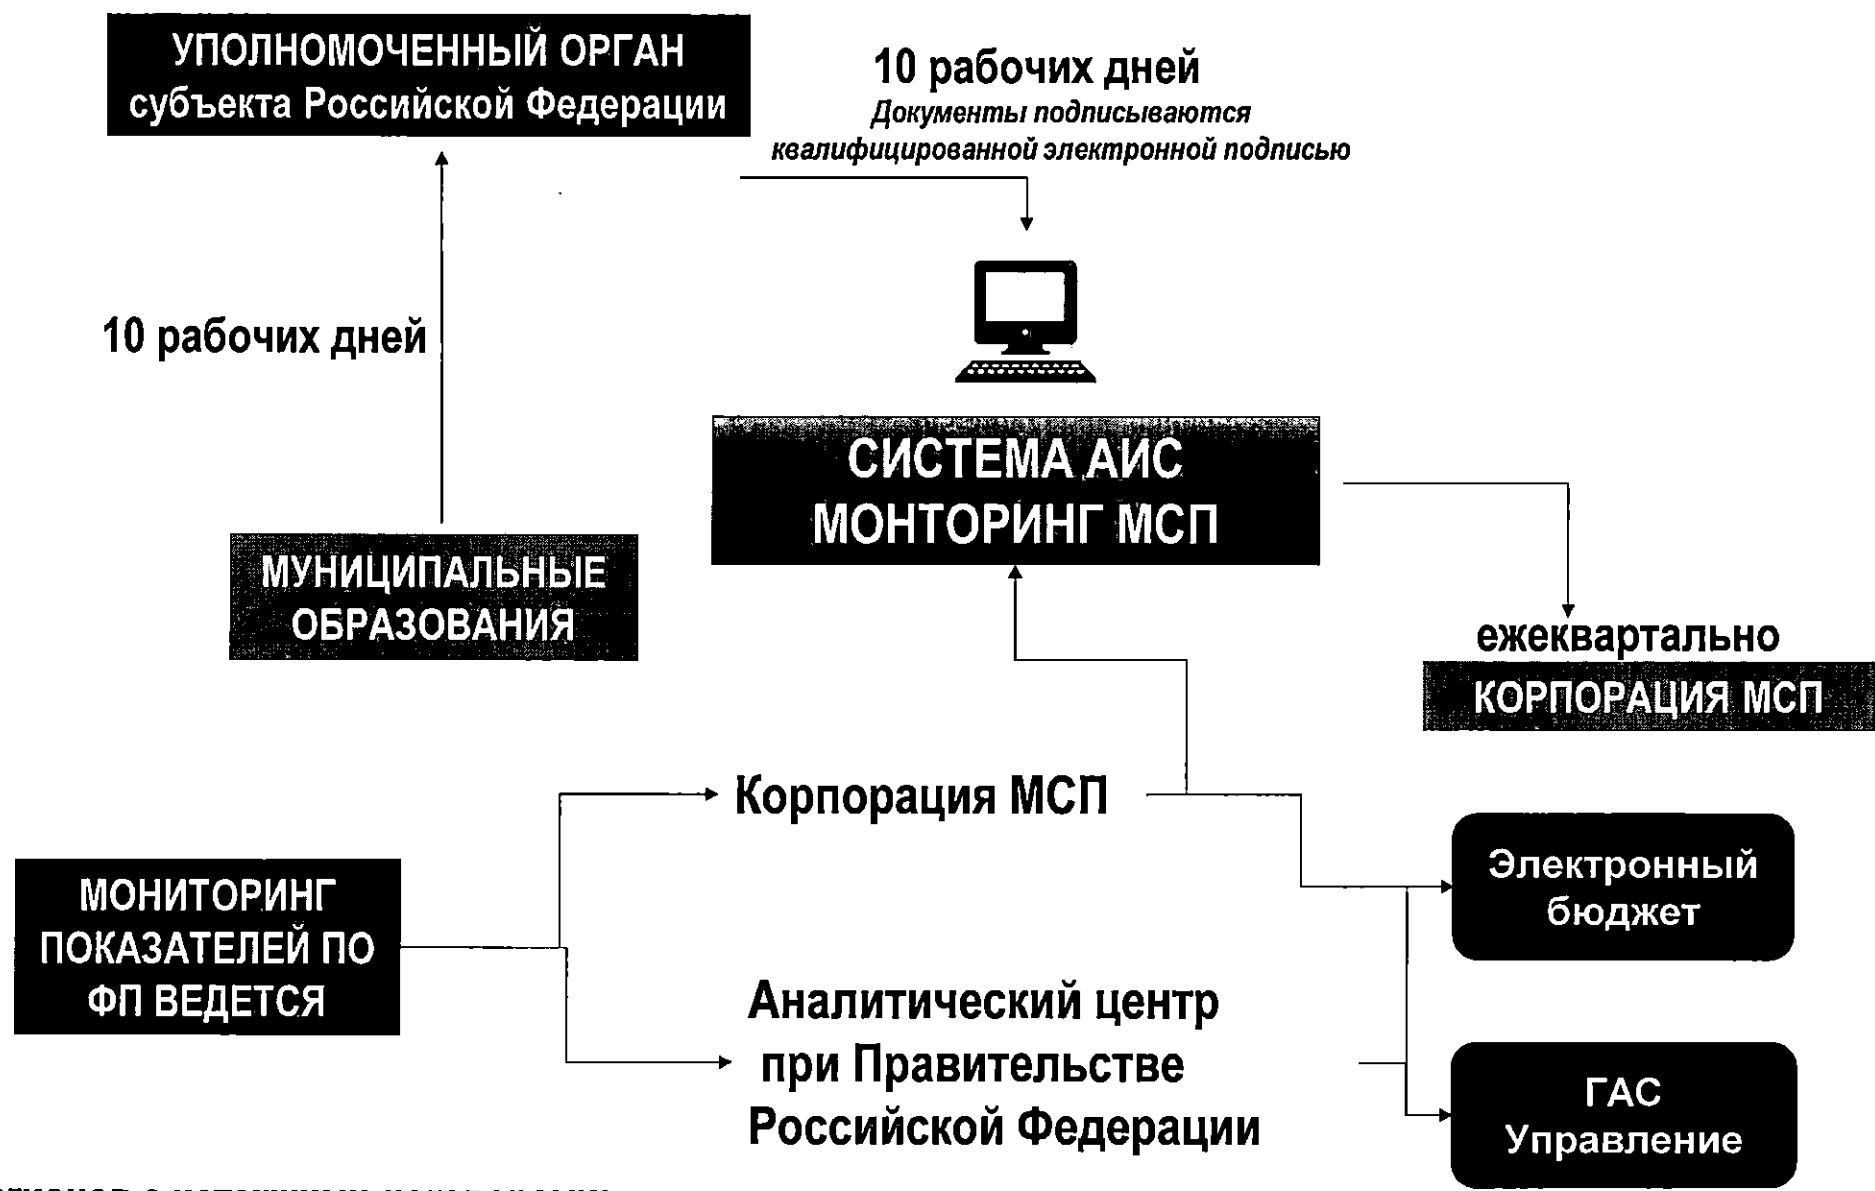 УПОЛНОМОЧЕННЫЙ ОРГАН
субъекта Российской Федерации
10 рабочих дней
Документы подписываются
квалифицированной электронной подписью
10 рабочих дней
СИСТЕМА АИС
МОНТОРИНГ МСП
МУНИЦИПАЛЬНЫЕ
ОБРАЗОВАНИЯ
ежеквартально
КОРПОРАЦИЯ МСП
Корпорация МСП
Электронный
бюджет
МОНИТОРИНГ
ПОКАЗАТЕЛЕЙ ПО
ФП ВЕДЕТСЯ
Аналитический центр
при Правительстве
Российской Федерации
ГАС
Управление